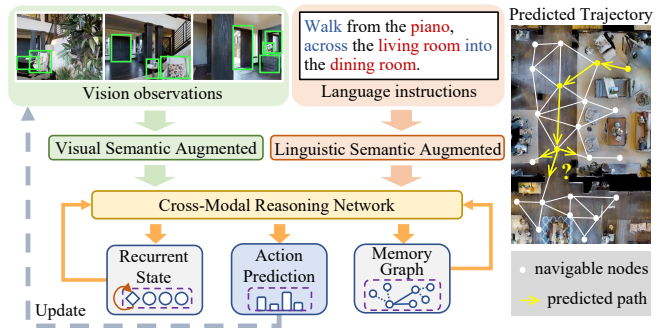 Walk from the piano,
across the living room into
the dining room.
Vision observations
Language instructions
Visual Semantic Augmented
Linguistic Semantic Augmented
Cross-Modal Reasoning Network
Recurrent
State
Action
Prediction
Memory
Graph
Update
Predicted Trajectory
?
navigable nodes
predicted path